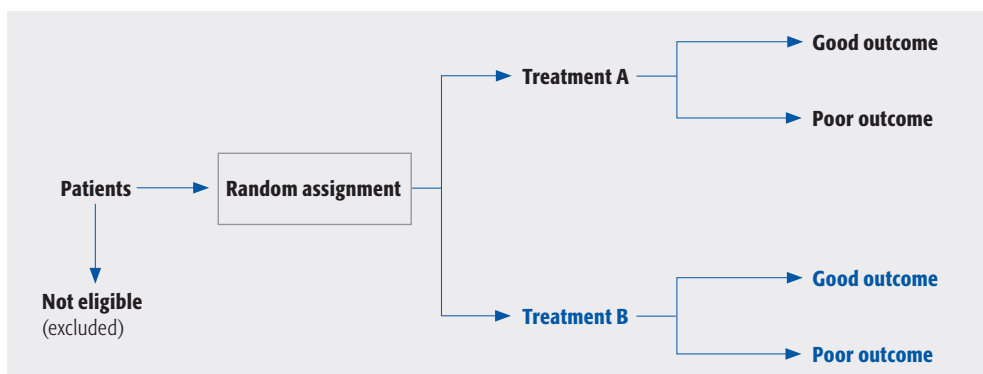 Good outcome
Treatment A
Poor outcome
Patients
Random assignment
Not eligible
(excluded)
Good outcome
Treatment B
Poor outcome